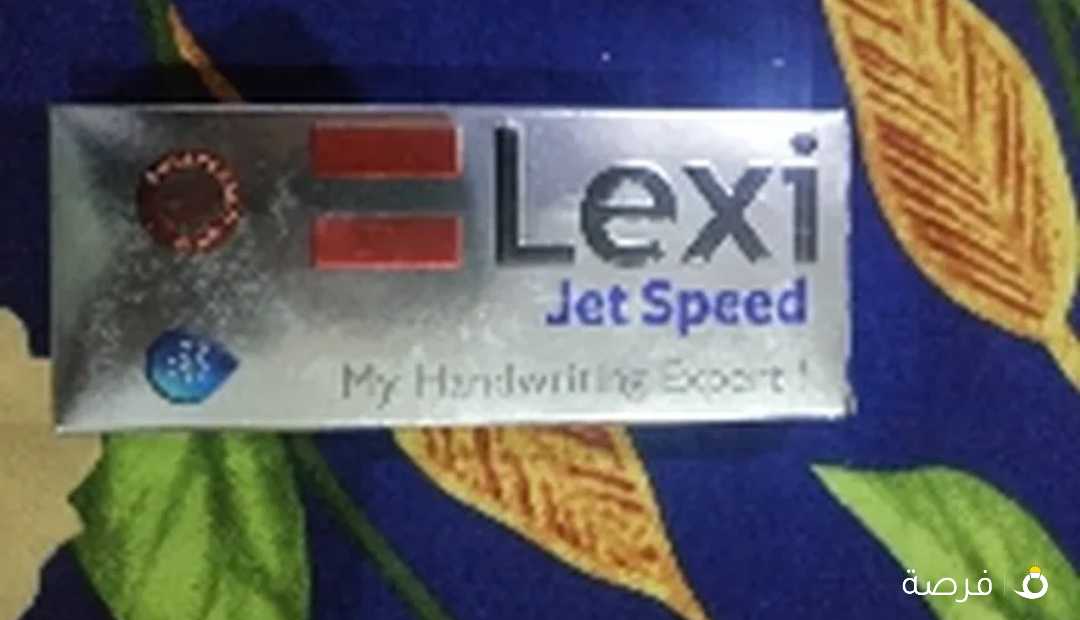 Lexi
Jet Speed
My Handwriting Expert !
فرصة